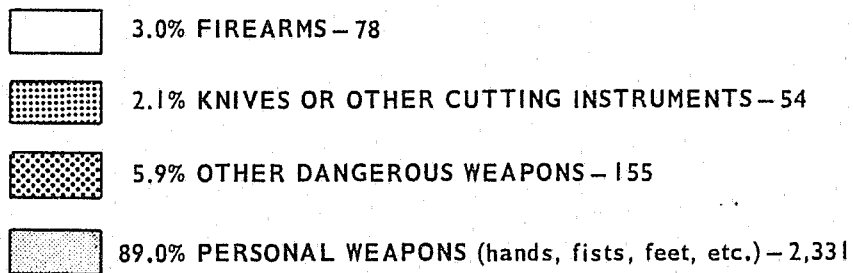 3.0% FIREARMS – 78
2.1% KNIVES OR OTHER CUTTING INSTRUMENTS – 54
5.9% OTHER DANGEROUS WEAPONS – 155
89.0% PERSONAL WEAPONS (hands, fists, feet, etc.) – 2,331